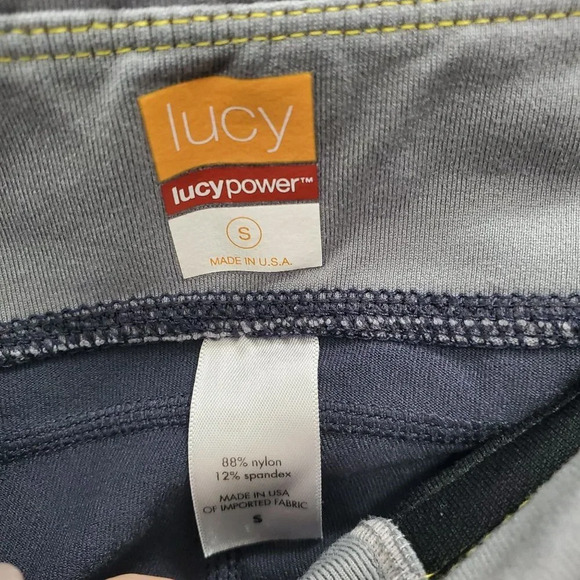 lucy
lucypower™
S
MADE IN U.S.A.
88% nylon
12% spandex
MADE IN USA
OF IMPORTED FABRIC
S